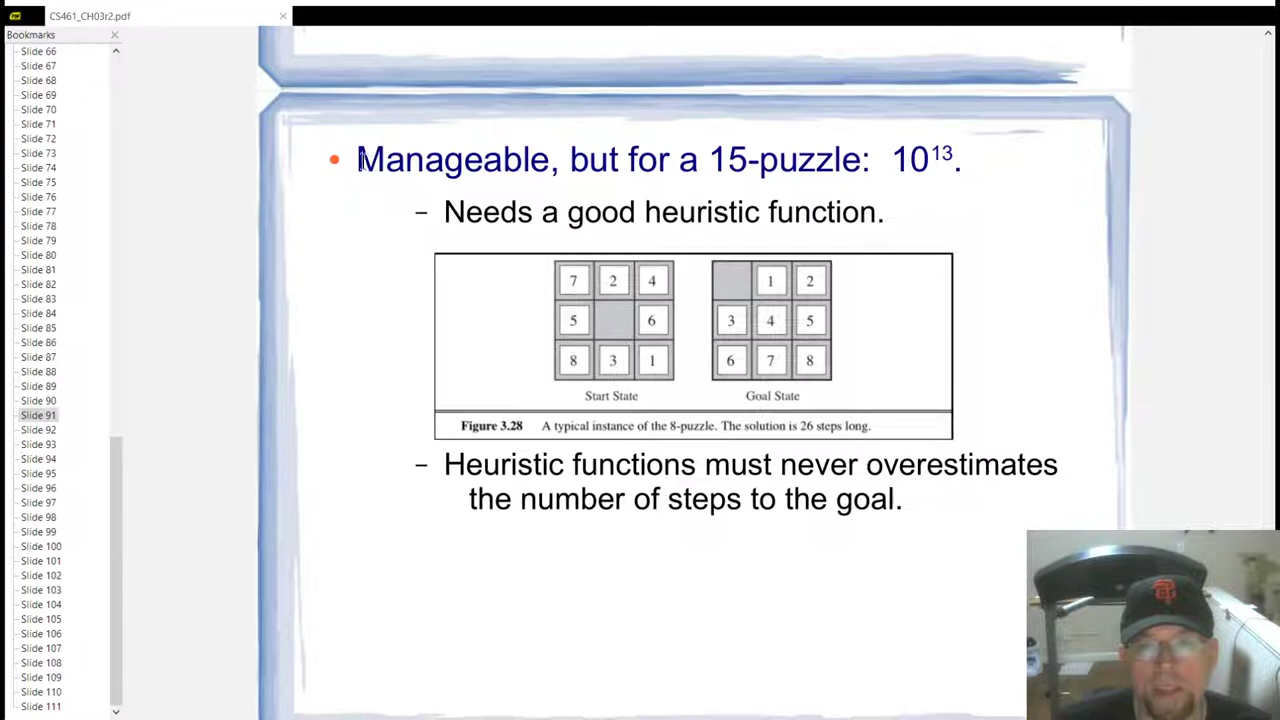 CS461_CH03r2.pdf
Bookmarks
Slide 66
Slide 67
Slide 68
Slide 69
Slide 70
Slide 71
Slide 72
Slide 73
Slide 74
Slide 75
Slide 76
Slide 77
Slide 78
Slide 79
Slide 80
Slide 81
Slide 82
Slide 83
Slide 84
Slide 85
Slide 86
Slide 87
Slide 88
Slide 89
Slide 90
Slide 91
Slide 92
Slide 93
Slide 94
Slide 95
Slide 96
Slide 97
Slide 98
Slide 99
Slide 100
Slide 101
Slide 102
Slide 103
Slide 104
Slide 105
Slide 106
Slide 107
Slide 108
Slide 109
Slide 110
Slide 111
• Manageable, but for a 15-puzzle: 10¹³.
– Needs a good heuristic function.
7 2 4
5 6
8 3 1
Start State
1 2
3 4 5
6 7 8
Goal State
Figure 3.28 A typical instance of the 8-puzzle. The solution is 26 steps long.
– Heuristic functions must never overestimates
the number of steps to the goal.
SF